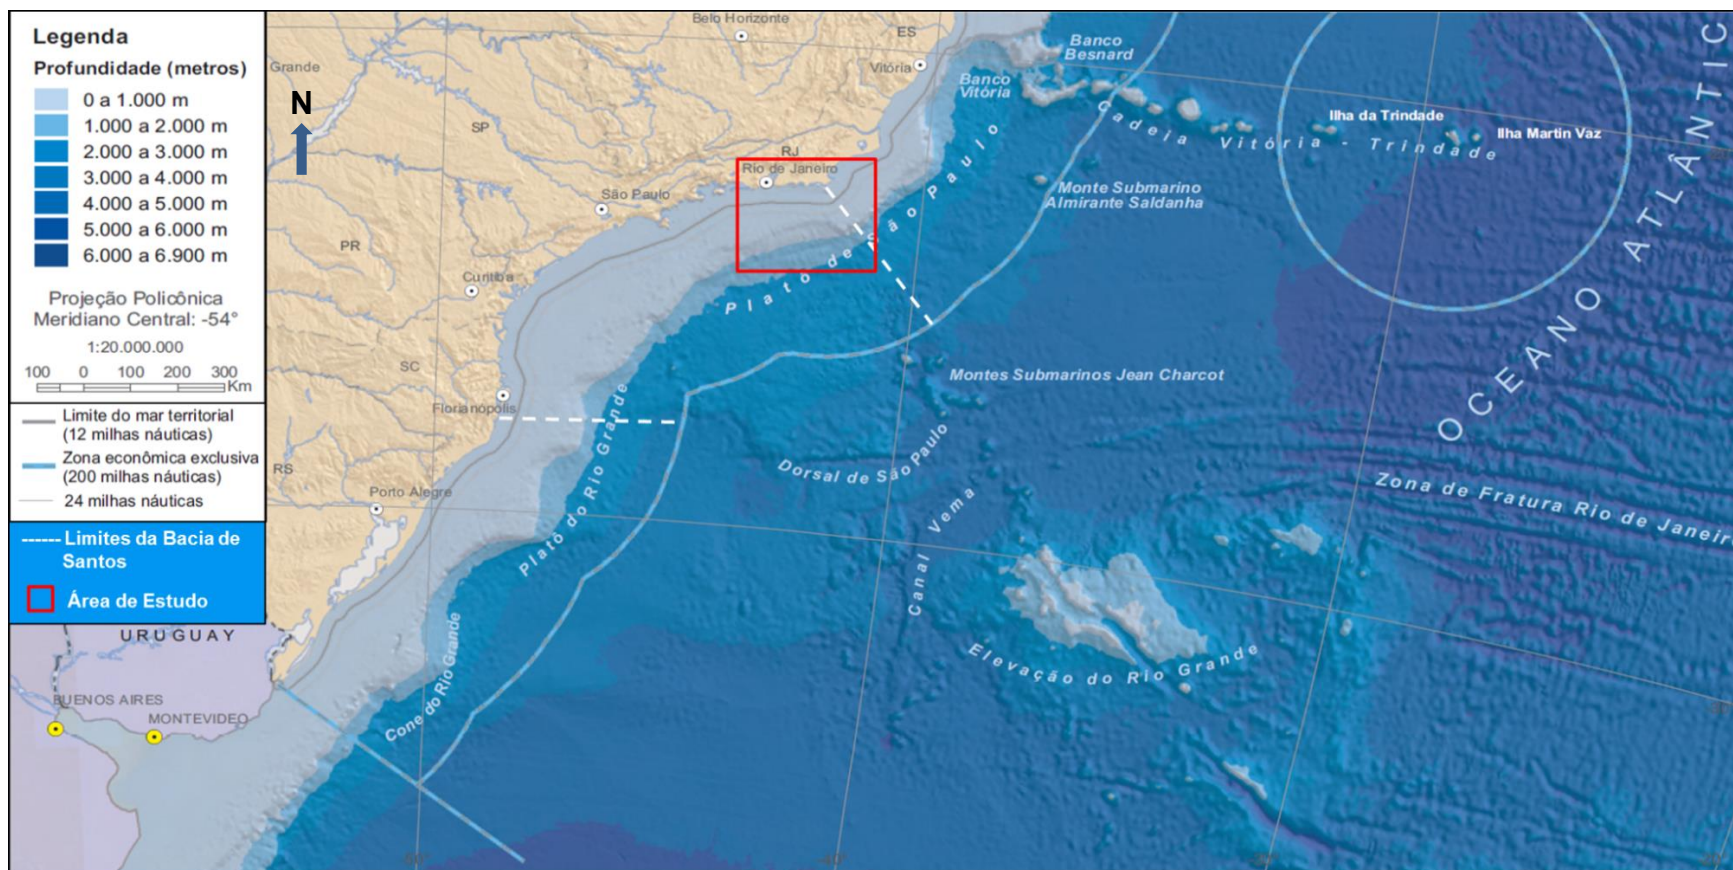 Legenda
Profundidade (metros)
0 a 1.000 m
1.000 a 2.000 m
2.000 a 3.000 m
3.000 a 4.000 m
4.000 a 5.000 m
5.000 a 6.000 m
6.000 a 6.900 m
Projeção Policônica
Meridiano Central: -54°
1:20.000.000
100 0 100 200 300
Km
Limite do mar territorial
(12 milhas náuticas)
Zona econômica exclusiva
(200 milhas náuticas)
24 milhas náuticas
Limites da Bacia de
Santos
Área de Estudo
N
Grande
Belo Horizonte
ES
Vitória
SP
RJ
Rio de Janeiro
São Paulo
PR
Curitiba
SC
Florianópolis
RS
Porto Alegre
URUGUAY
BUENOS AIRES
MONTEVIDEO
Banco
Besnard
Banco
Vitória
Cadeia Vitória - Trindade
Ilha da Trindade
Ilha Martin Vaz
Monte Submarino
Almirante Saldanha
Platô de São Paulo
OCEANO ATLÂNTIC
Montes Submarinos Jean Charcot
Dorsal de São Paulo
Platô do Rio Grande
Canal Vema
Zona de Fratura Rio de Janeir
Elevação do Rio Grande
Cone do Rio Grande
-40°